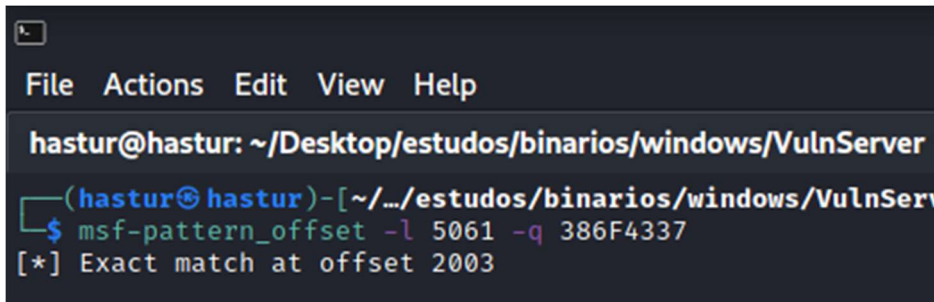 File Actions Edit View Help
hastur@hastur: ~/Desktop/estudos/binarios/windows/VulnServer
┌──(hastur㉿hastur)-[~/…/estudos/binarios/windows/VulnServ
└─$ msf-pattern_offset -l 5061 -q 386F4337
[*] Exact match at offset 2003